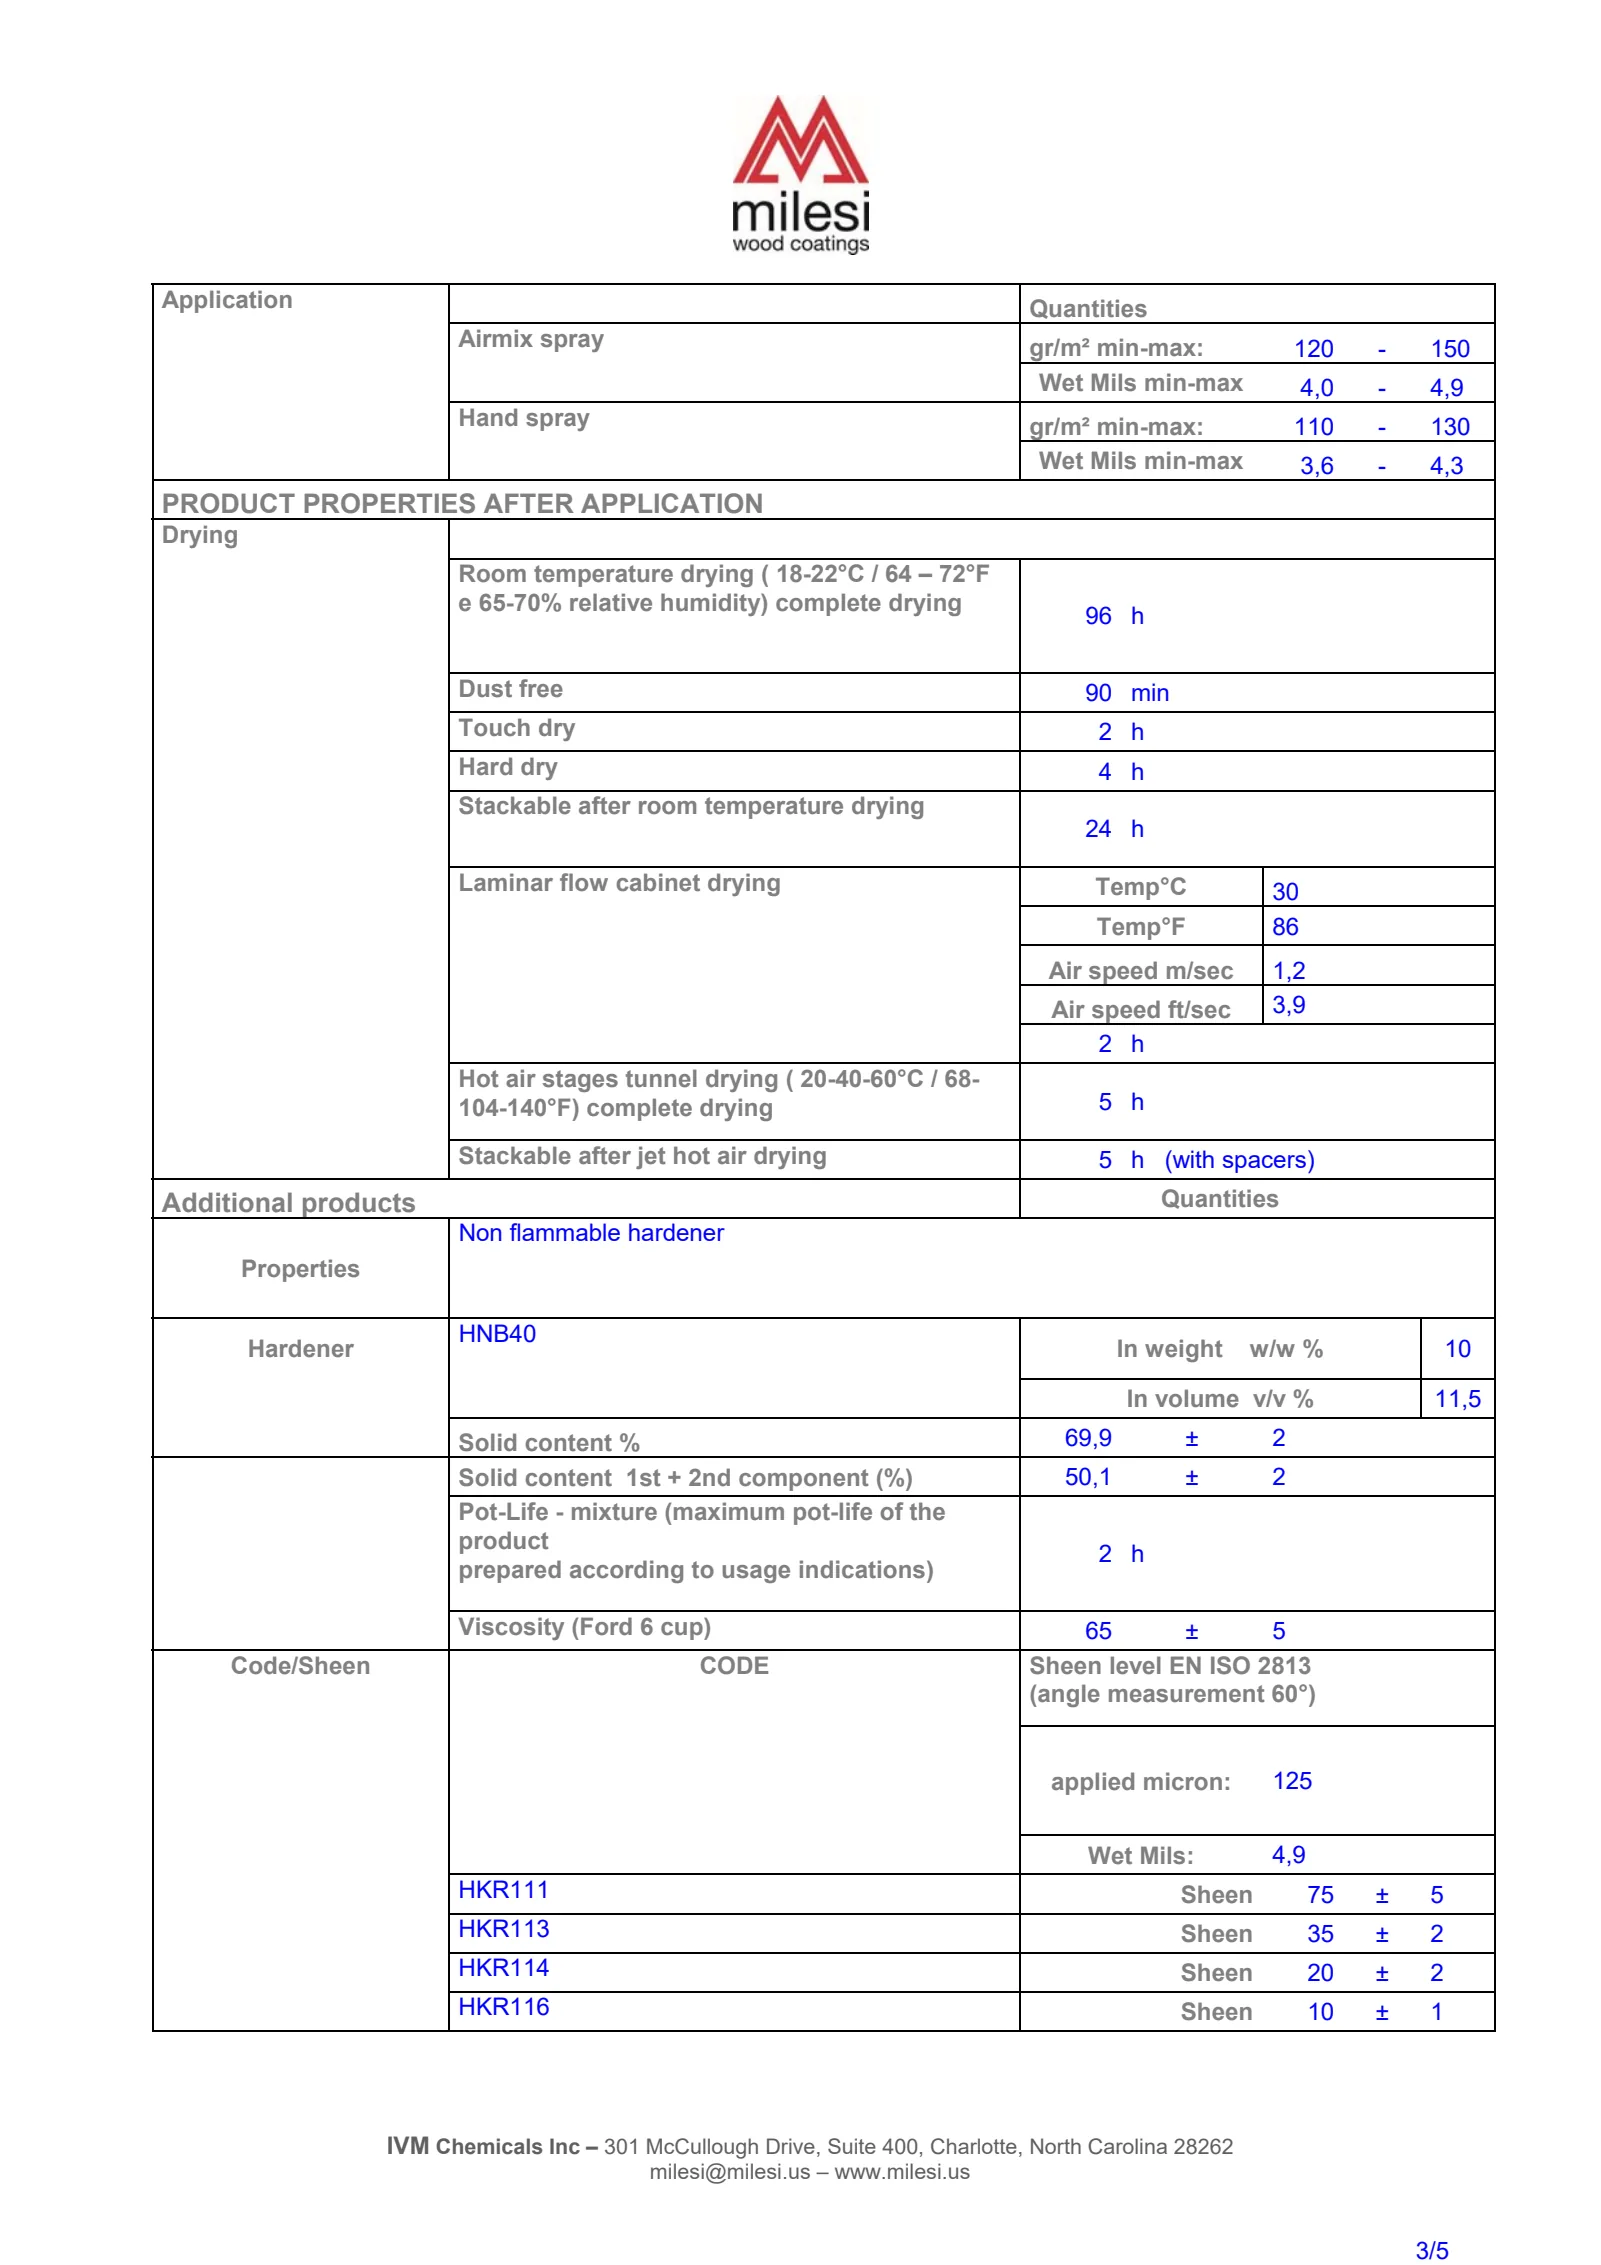 milesi
wood coatings
Application
Quantities
Airmix spray
gr/m² min-max: 120 - 150
Wet Mils min-max 4,0 - 4,9
Hand spray
gr/m² min-max: 110 - 130
Wet Mils min-max 3,6 - 4,3
PRODUCT PROPERTIES AFTER APPLICATION
Drying
Room temperature drying ( 18-22°C / 64 – 72°F
e 65-70% relative humidity) complete drying
96 h
Dust free 90 min
Touch dry 2 h
Hard dry 4 h
Stackable after room temperature drying
24 h
Laminar flow cabinet drying
Temp°C 30
Temp°F 86
Air speed m/sec 1,2
Air speed ft/sec 3,9
2 h
Hot air stages tunnel drying ( 20-40-60°C / 68-
104-140°F) complete drying
5 h
Stackable after jet hot air drying 5 h (with spacers)
Additional products Quantities
Properties
Non flammable hardener
Hardener
HNB40
In weight w/w % 10
In volume v/v % 11,5
Solid content % 69,9 ± 2
Solid content 1st + 2nd component (%) 50,1 ± 2
Pot-Life - mixture (maximum pot-life of the
product
prepared according to usage indications)
2 h
Viscosity (Ford 6 cup) 65 ± 5
Code/Sheen CODE Sheen level EN ISO 2813
(angle measurement 60°)
applied micron: 125
Wet Mils: 4,9
HKR111 Sheen 75 ± 5
HKR113 Sheen 35 ± 2
HKR114 Sheen 20 ± 2
HKR116 Sheen 10 ± 1
IVM Chemicals Inc – 301 McCullough Drive, Suite 400, Charlotte, North Carolina 28262
milesi@milesi.us – www.milesi.us
3/5